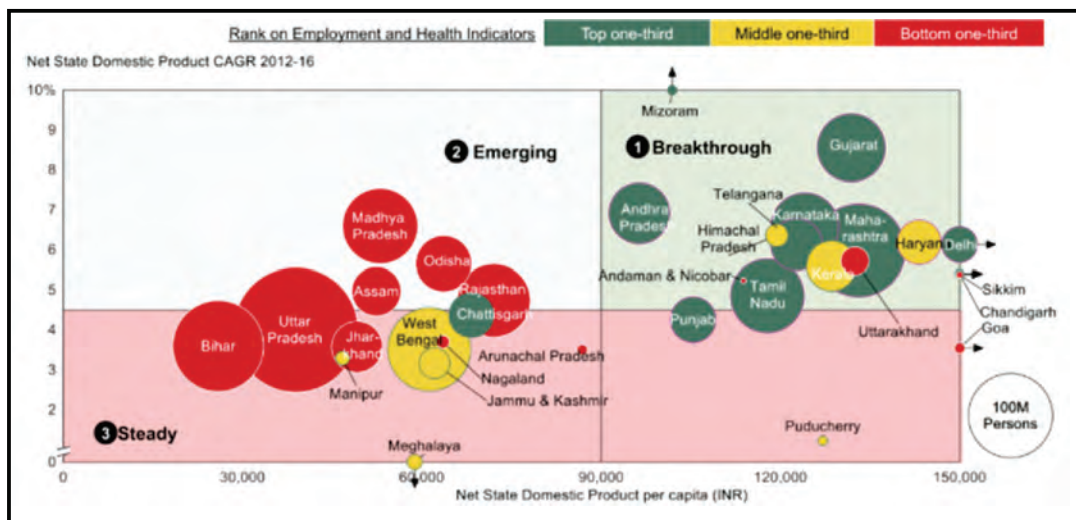 Rank on Employment and Health Indicators
Top one-third
Middle one-third
Bottom one-third
Net State Domestic Product CAGR 2012-16
10%
9
8
7
6
5
4
3
2
0
1 Breakthrough
2 Emerging
3 Steady
Mizoram
Gujarat
Telangana
Andhra
Pradesh
Karnataka
Maha-
rashtra
Himachal
Pradesh
Haryana
Delhi
Madhya
Pradesh
Odisha
Andaman & Nicobar
Kerala
Assam
Rajasthan
Tamil
Nadu
Sikkim
Chattisgarh
Punjab
Chandigarh
Uttarakhand
Goa
Uttar
Pradesh
Bihar
Jhar-
khand
West
Bengal
Arunachal Pradesh
Nagaland
Manipur
Jammu & Kashmir
100M
Persons
Puducherry
Meghalaya
0
30,000
60,000
90,000
120,000
150,000
Net State Domestic Product per capita (INR)